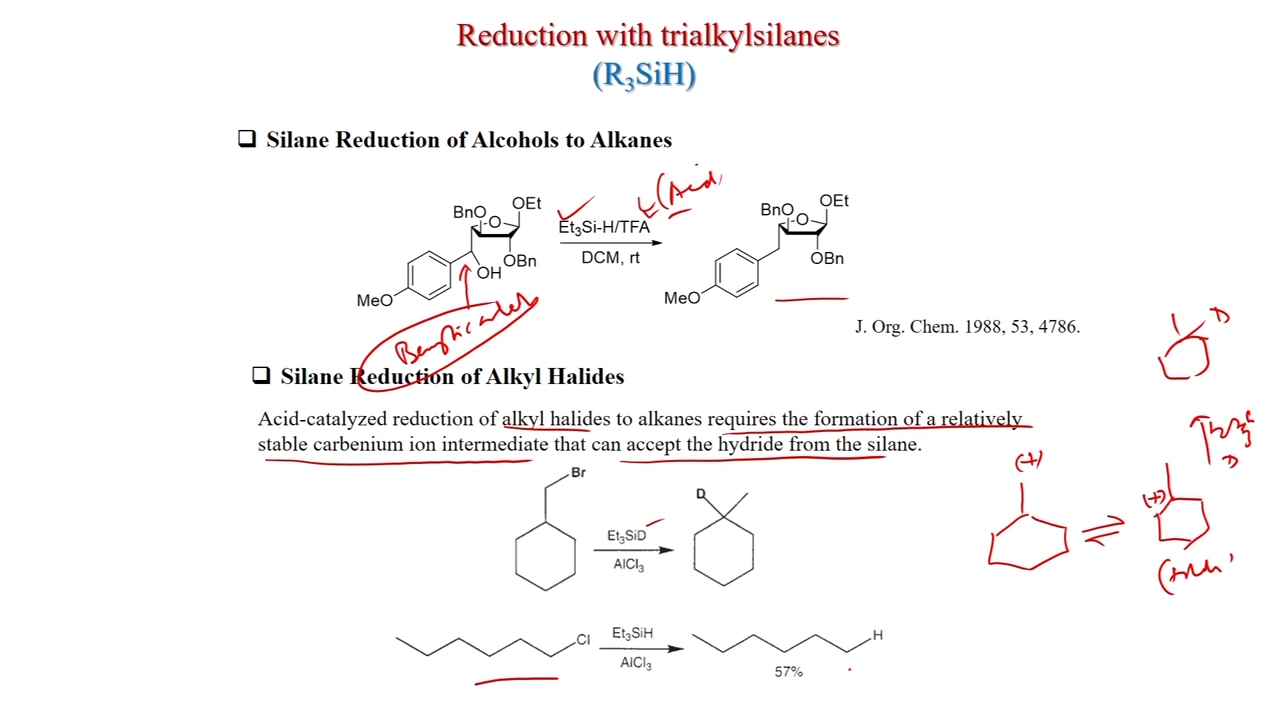 Reduction with trialkylsilanes
(R₃SiH)
❑ Silane Reduction of Alcohols to Alkanes
(Acid,
BnO OEt
O
Et₃Si-H/TFA
DCM, rt
OBn
OH
MeO
BnO OEt
O
OBn
MeO
Benzylic
J. Org. Chem. 1988, 53, 4786.
D
❑ Silane Reduction of Alkyl Halides
Acid-catalyzed reduction of alkyl halides to alkanes requires the formation of a relatively
stable carbenium ion intermediate that can accept the hydride from the silane.
(+)
(+)
D
Br
Et₃SiD
AlCl₃
D
Cl
Et₃SiH
AlCl₃
H
57%